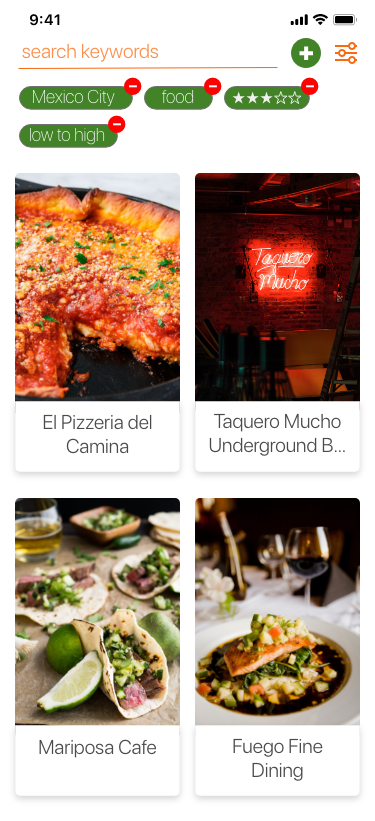 9:41
search keywords
Mexico City
food
★★★☆☆
low to high
Taquero
Mucho
El Pizzeria del
Camina
Taquero Mucho
Underground B...
Mariposa Cafe
Fuego Fine
Dining